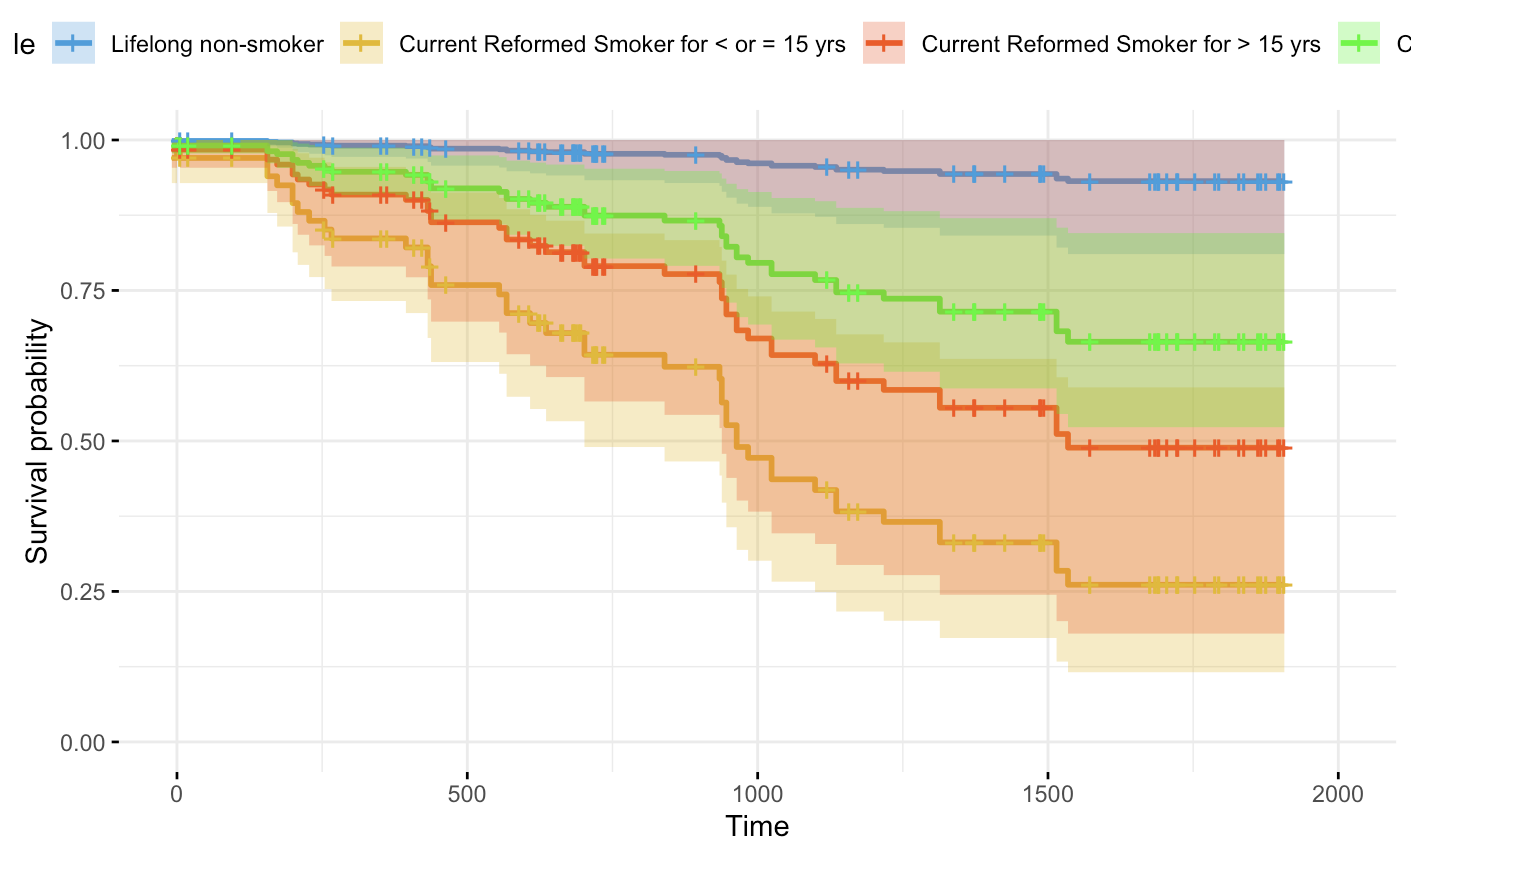 le Lifelong non-smoker Current Reformed Smoker for < or = 15 yrs Current Reformed Smoker for > 15 yrs C
1.00
0.75
0.50
0.25
0.00
Survival probability
0 500 1000 1500 2000
Time